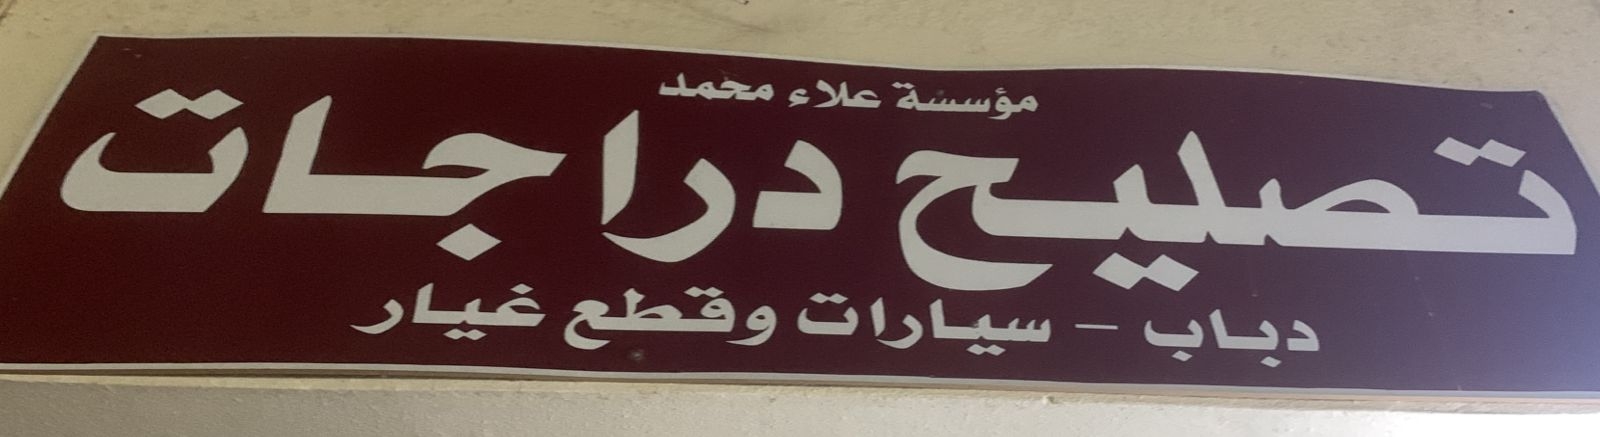 مؤسسة علاء محمد
تصليح دراجات
دباب - سيارات وقطع غيار